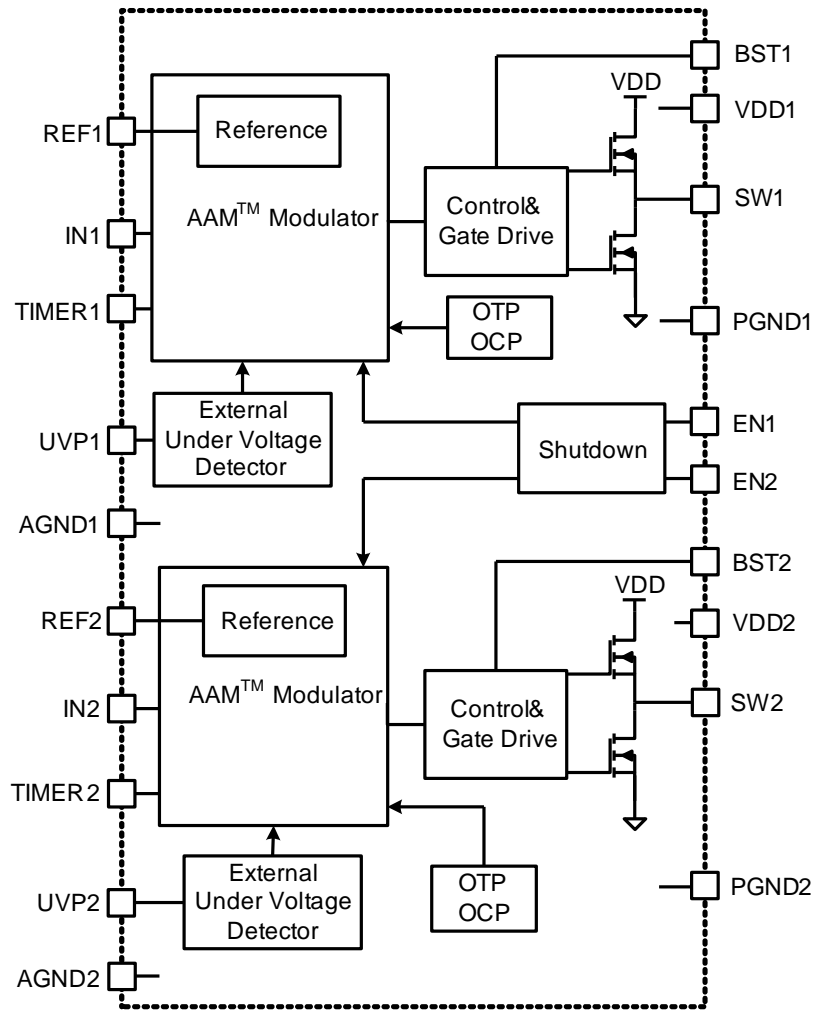 BST1
VDD
VDD1
REF1
Reference
AAM™ Modulator
Control&
Gate Drive
SW1
IN1
TIMER1
OTP
OCP
PGND1
External
Under Voltage
Detector
UVP1
Shutdown
EN1
EN2
AGND1
BST2
VDD
VDD2
REF2
Reference
AAM™ Modulator
Control&
Gate Drive
SW2
IN2
TIMER2
External
Under Voltage
Detector
OTP
OCP
UVP2
PGND2
AGND2